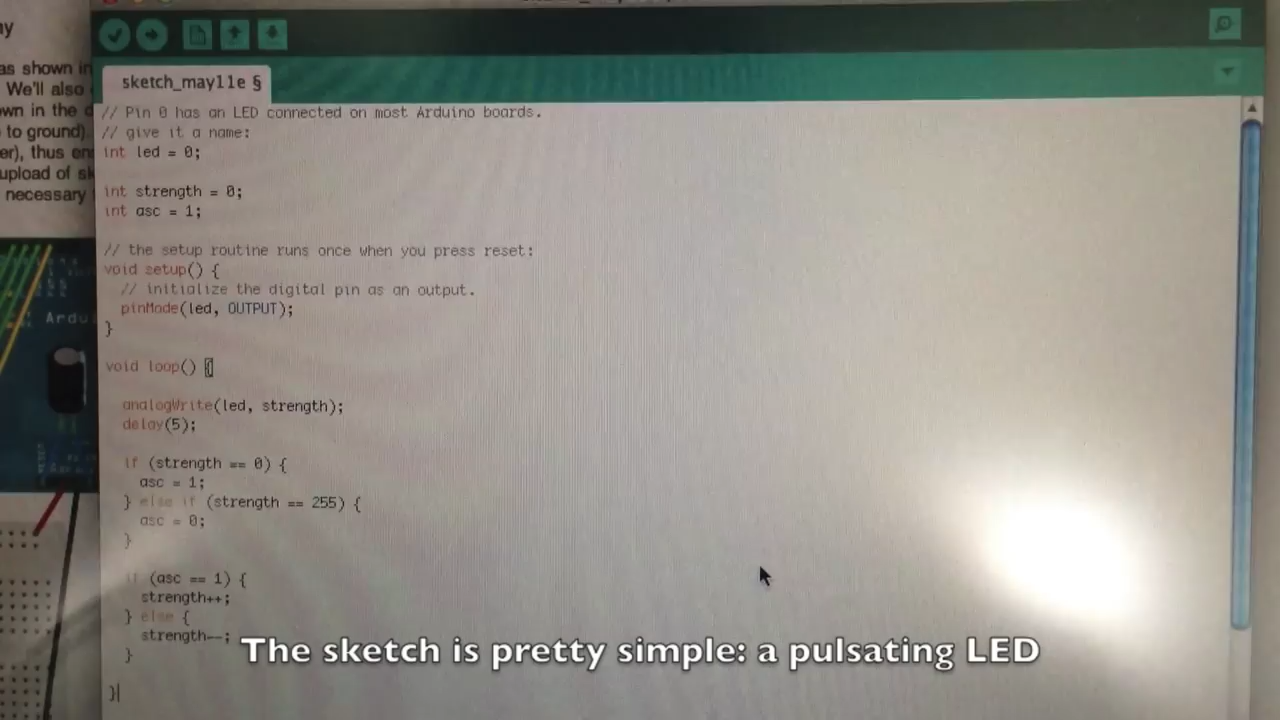 as shown in
We'll also
own in the
to ground).
er), thus
upload of
necessary
Ardu
sketch_may11e §
// Pin 0 has an LED connected on most Arduino boards.
// give it a name:
int led = 0;
int strength = 0;
int asc = 1;
// the setup routine runs once when you press reset:
void setup() {
// initialize the digital pin as an output.
pinMode(led, OUTPUT);
}
void loop() {
analogWrite(led, strength);
delay(5);
if (strength == 0) {
asc = 1;
} else if (strength == 255) {
asc = 0;
}
if (asc == 1) {
strength++;
} else {
strength--;
}
}
The sketch is pretty simple: a pulsating LED